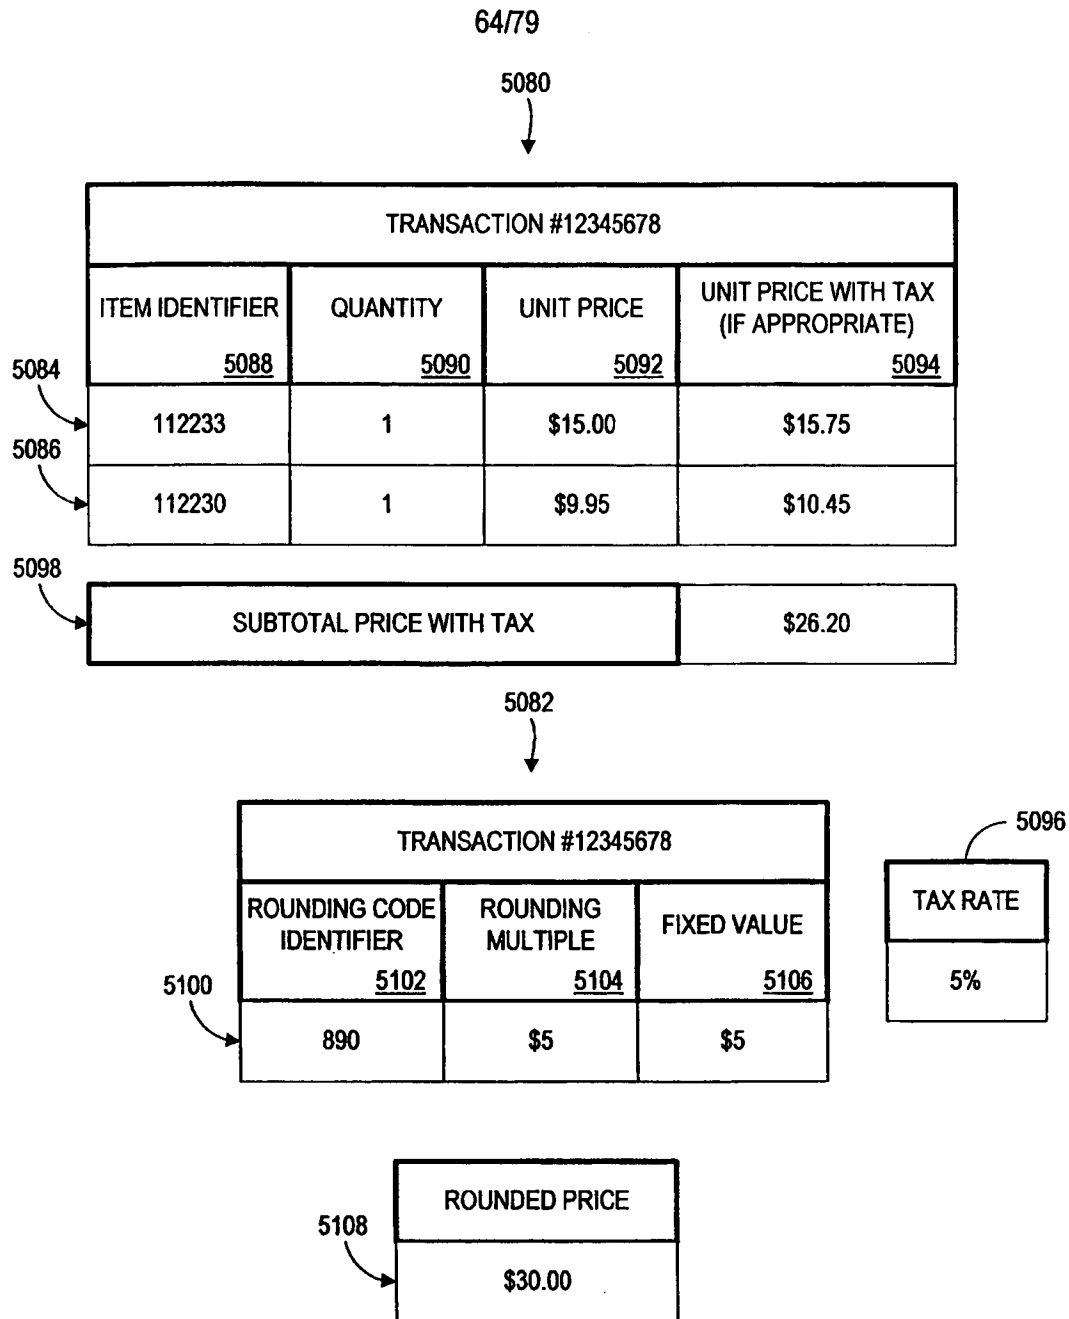 64/79
5080
TRANSACTION #12345678
ITEM IDENTIFIER 5088
QUANTITY 5090
UNIT PRICE 5092
UNIT PRICE WITH TAX
(IF APPROPRIATE)
5094
5084
112233 1 $15.00 $15.75
5086
112230 1 $9.95 $10.45
5098
SUBTOTAL PRICE WITH TAX $26.20
5082
TRANSACTION #12345678
ROUNDING CODE
IDENTIFIER
5102
ROUNDING
MULTIPLE
5104
FIXED VALUE
5106
5096
TAX RATE
5%
5100
890 $5 $5
ROUNDED PRICE
5108
$30.00